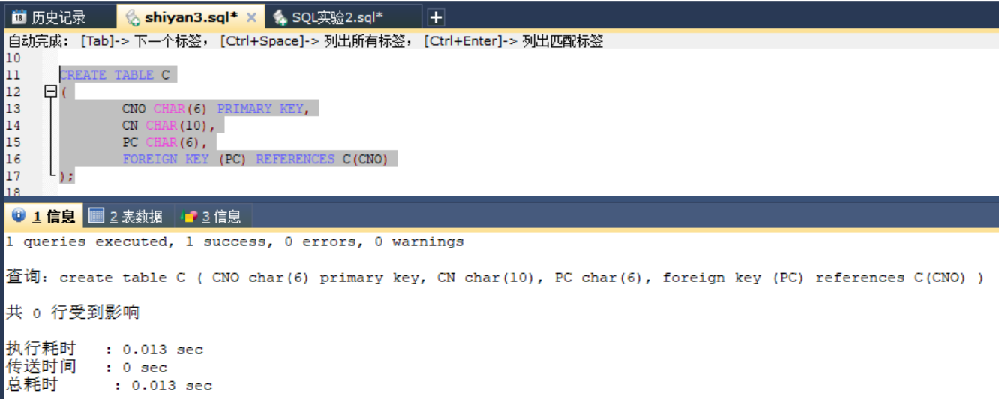 历史记录 shiyan3.sql* × SQL实验2.sql* +
自动完成: [Tab]-> 下一个标签， [Ctrl+Space]-> 列出所有标签， [Ctrl+Enter]-> 列出匹配标签
10
11 CREATE TABLE C
12 (
13 CNO CHAR(6) PRIMARY KEY,
14 CN CHAR(10),
15 PC CHAR(6),
16 FOREIGN KEY (PC) REFERENCES C(CNO)
17 );
18
1 信息 2 表数据 3 信息
1 queries executed, 1 success, 0 errors, 0 warnings
查询: create table C ( CNO char(6) primary key, CN char(10), PC char(6), foreign key (PC) references C(CNO) )
共 0 行受到影响
执行耗时 : 0.013 sec
传送时间 : 0 sec
总耗时 : 0.013 sec